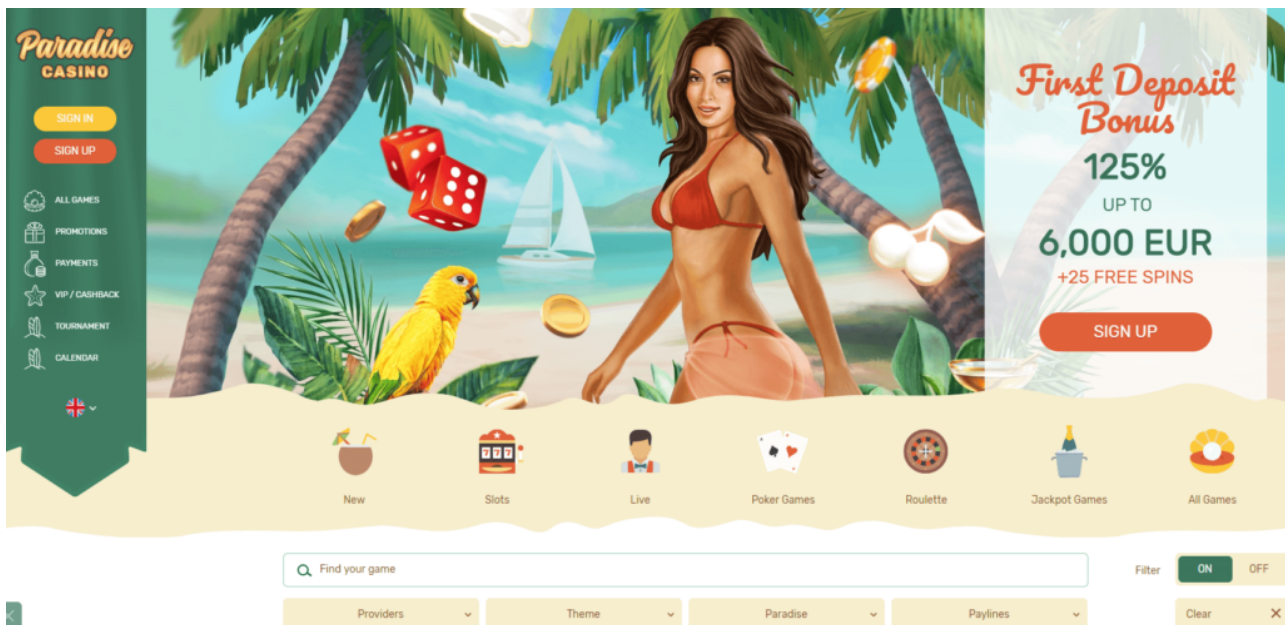 Paradise
CASINO
SIGN IN
SIGN UP
ALL GAMES
PROMOTIONS
PAYMENTS
VIP / CASHBACK
TOURNAMENT
CALENDAR
First Deposit
Bonus
125%
UP TO
6,000 EUR
+25 FREE SPINS
SIGN UP
777
New
Slots
Live
Poker Games
Roulette
Jackpot Games
All Games
Find your game
Filter
ON
OFF
Providers
Theme
Paradise
Paylines
Clear